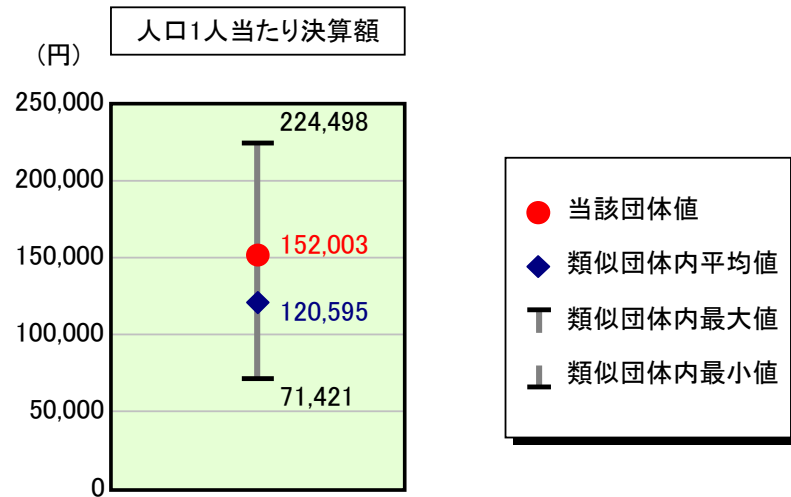 人口1人当たり決算額
(円)
250,000
224,498
200,000
152,003
150,000
120,595
100,000
71,421
50,000
0
当該団体値
類似団体内平均値
類似団体内最大値
類似団体内最小値